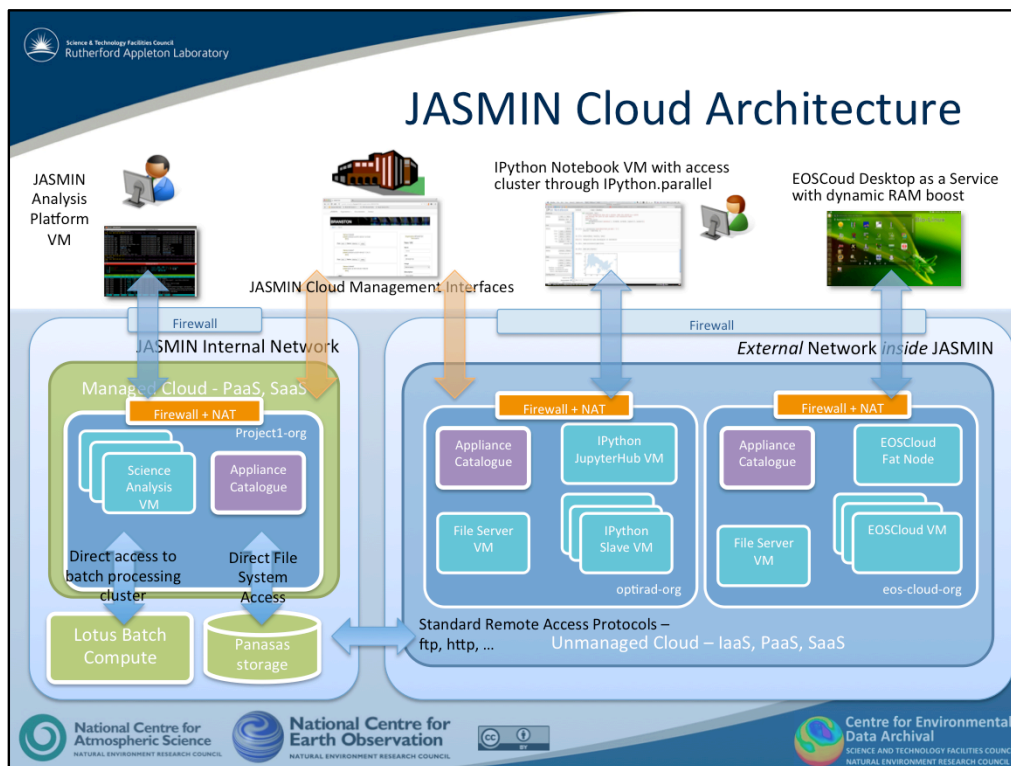 Science & Technology Facilities Council
Rutherford Appleton Laboratory
JASMIN Cloud Architecture
JASMIN
Analysis
Platform
VM
IPython Notebook VM with access
cluster through IPython.parallel
EOSCoud Desktop as a Service
with dynamic RAM boost
BRANSTON
JASMIN Cloud Management Interfaces
Firewall
JASMIN Internal Network
Managed Cloud - PaaS, SaaS
Firewall + NAT
Project1-org
Science
Analysis
VM
Appliance
Catalogue
Direct access to
batch processing
cluster
Direct File
System
Access
Lotus Batch
Compute
Panasas
storage
Firewall
External Network inside JASMIN
Firewall + NAT
Appliance
Catalogue
IPython
JupyterHub VM
File Server
VM
IPython
Slave VM
optirad-org
Firewall + NAT
Appliance
Catalogue
EOSCloud
Fat Node
File Server
VM
EOSCloud VM
eos-cloud-org
Standard Remote Access Protocols –
ftp, http, ...
Unmanaged Cloud – IaaS, PaaS, SaaS
National Centre for
Atmospheric Science
NATURAL ENVIRONMENT RESEARCH COUNCIL
National Centre for
Earth Observation
NATURAL ENVIRONMENT RESEARCH COUNCIL
cc
BY
Centre for Environmental
Data Archival
SCIENCE AND TECHNOLOGY FACILITIES COUNCIL
NATURAL ENVIRONMENT RESEARCH COUNCIL